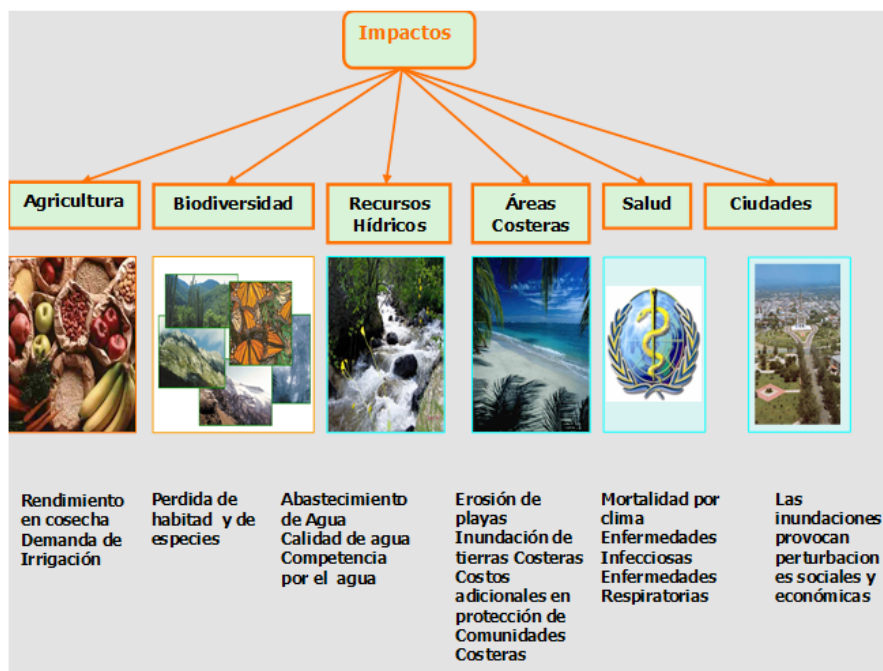 Impactos
Agricultura
Biodiversidad
Recursos
Hídricos
Áreas
Costeras
Salud
Ciudades
Rendimiento
en cosecha
Demanda de
Irrigación
Perdida de
habitad y de
especies
Abastecimiento
de Agua
Calidad de agua
Competencia
por el agua
Erosión de
playas
Inundación de
tierras Costeras
Costos
adicionales en
protección de
Comunidades
Costeras
Mortalidad por
clima
Enfermedades
Infecciosas
Enfermedades
Respiratorias
Las
inundaciones
provocan
perturbacion
es sociales y
económicas